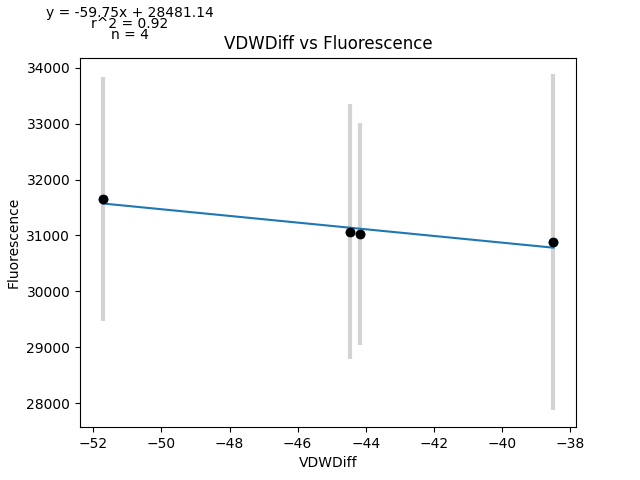 y = -59.75x + 28481.14
r^2 = 0.92
n = 4
VDWDiff vs Fluorescence
34000
33000
32000
31000
30000
29000
28000
Fluorescence
−52
−50
−48
−46
−44
−42
−40
−38
VDWDiff